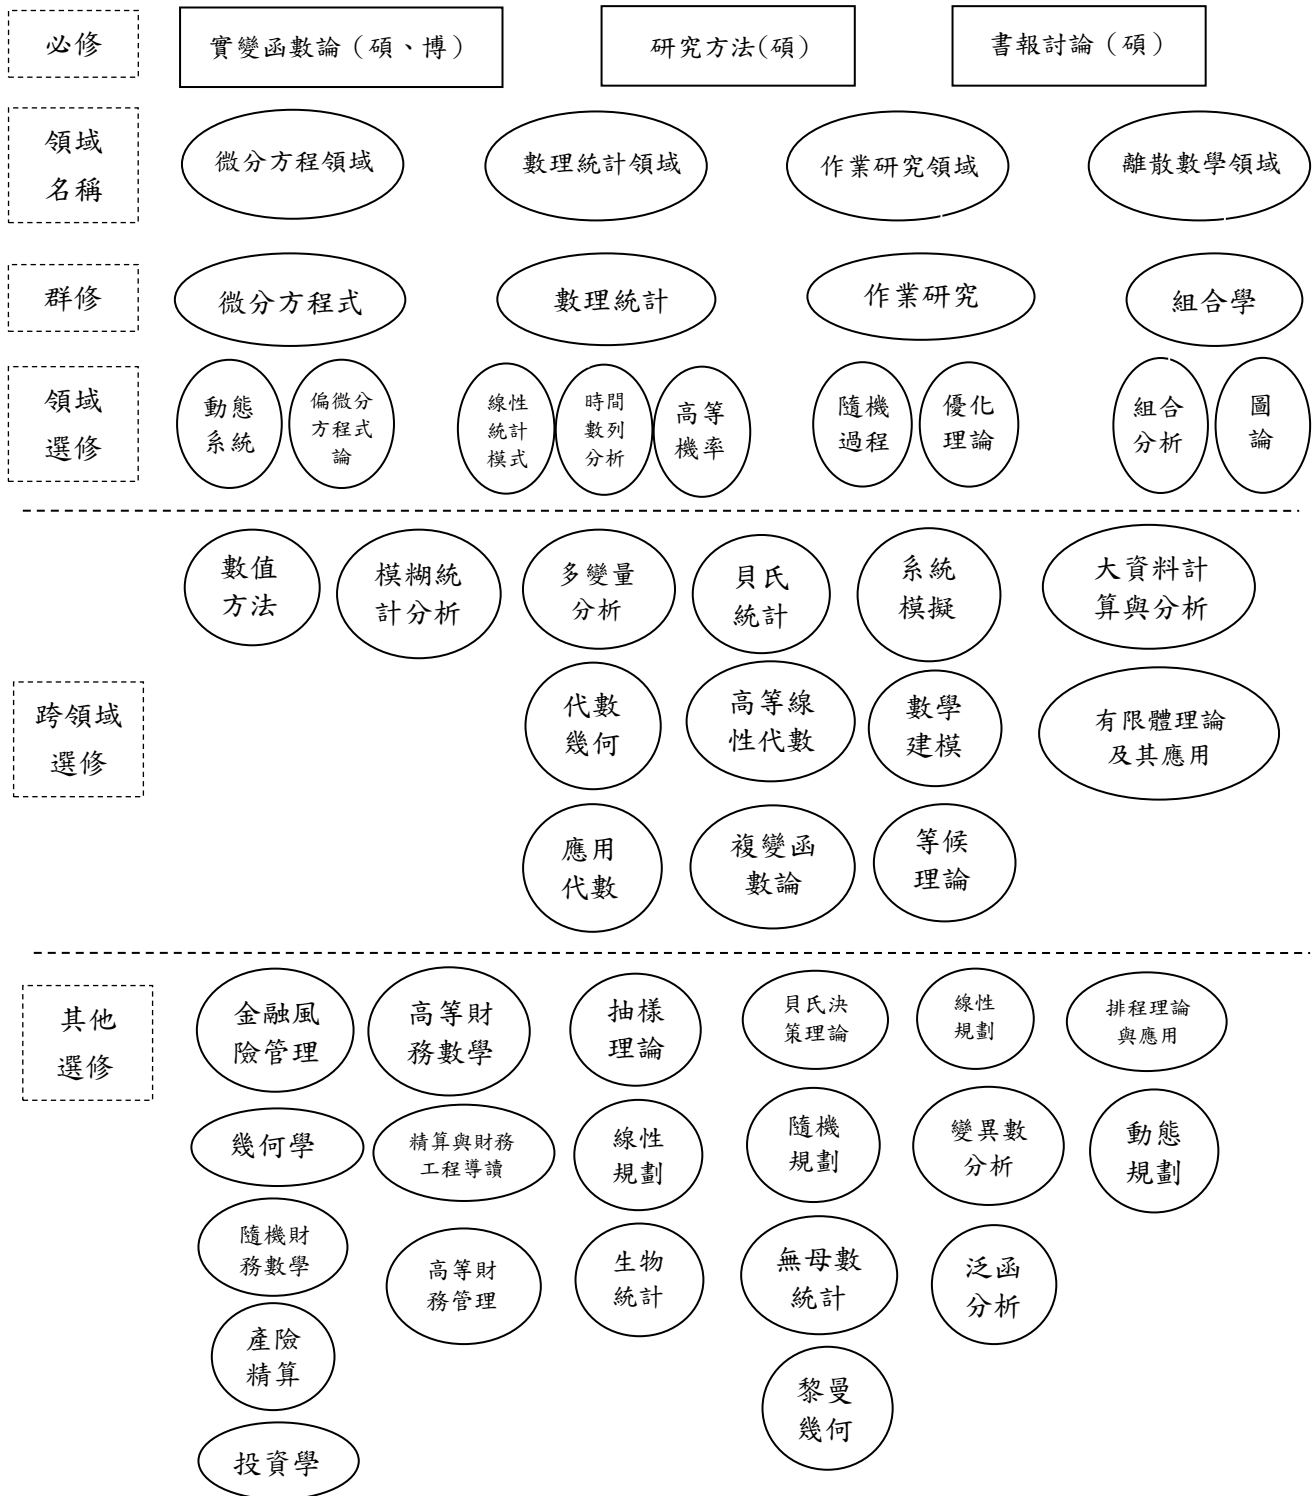 必修
實變函數論（碩、博）
研究方法(碩)
書報討論（碩）
領域
名稱
微分方程領域
數理統計領域
作業研究領域
離散數學領域
群修
微分方程式
數理統計
作業研究
組合學
領域
選修
動態
系統
偏微分
方程式
論
線性
統計
模式
時間
數列
分析
高等
機率
隨機
過程
優化
理論
組合
分析
圖
論
跨領域
選修
數值
方法
模糊統
計分析
多變量
分析
貝氏
統計
系統
模擬
大資料計
算與分析
代數
幾何
高等線
性代數
數學
建模
有限體理論
及其應用
應用
代數
複變函
數論
等候
理論
其他
選修
金融風
險管理
高等財
務數學
抽樣
理論
貝氏決
策理論
線性
規劃
排程理論
與應用
幾何學
精算與財務
工程導讀
線性
規劃
隨機
規劃
變異數
分析
動態
規劃
隨機財
務數學
高等財
務管理
生物
統計
無母數
統計
泛函
分析
產險
精算
黎曼
幾何
投資學